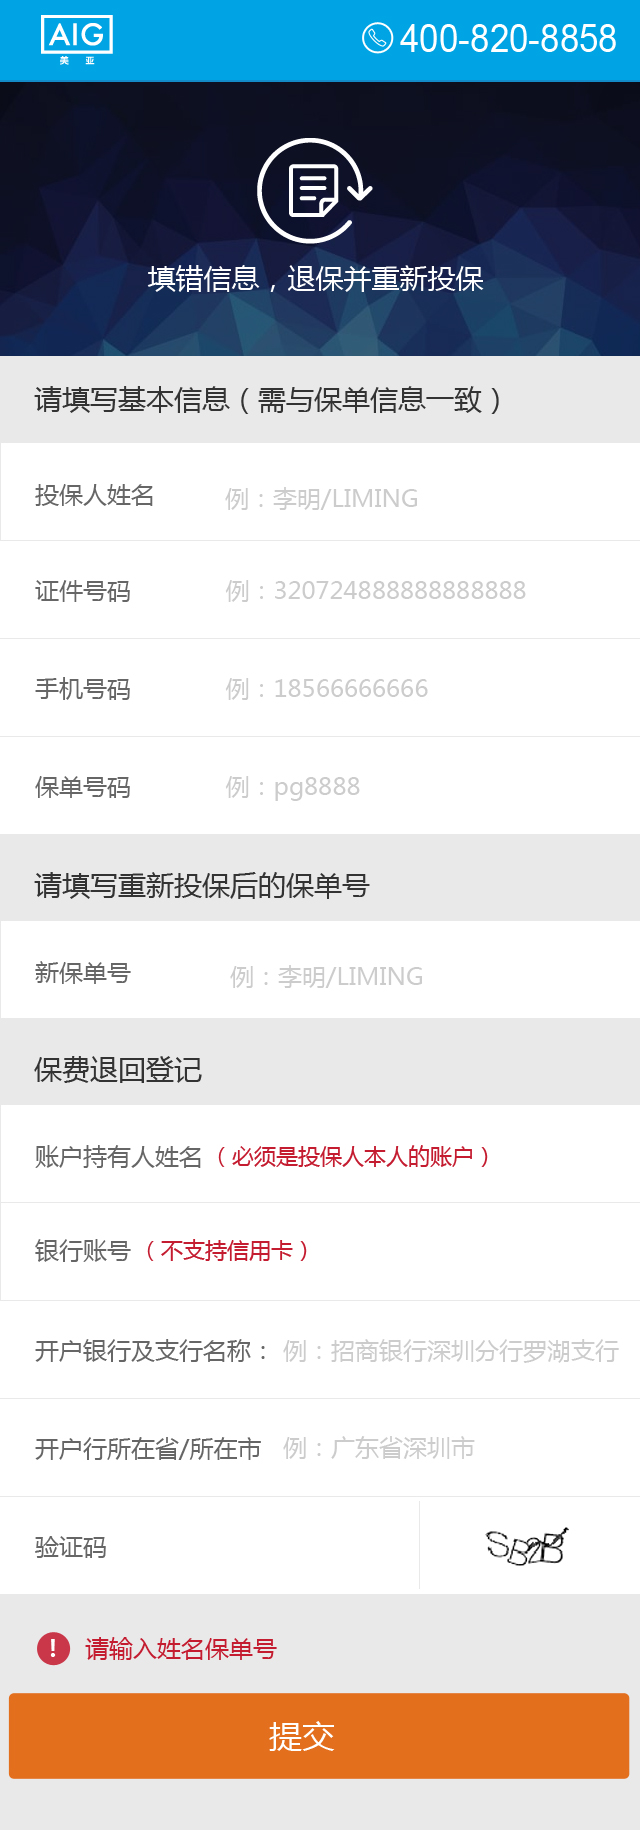 AIG
美亚
400-820-8858
填错信息，退保并重新投保
请填写基本信息（需与保单信息一致）
投保人姓名 例：李明/LIMING
证件号码 例：320724888888888888
手机号码 例：18566666666
保单号码 例：pg8888
请填写重新投保后的保单号
新保单号 例：李明/LIMING
保费退回登记
账户持有人姓名（必须是投保人本人的账户）
银行账号（不支持信用卡）
开户银行及支行名称： 例：招商银行深圳分行罗湖支行
开户行所在省/所在市 例：广东省深圳市
验证码 SB2B
! 请输入姓名保单号
提交